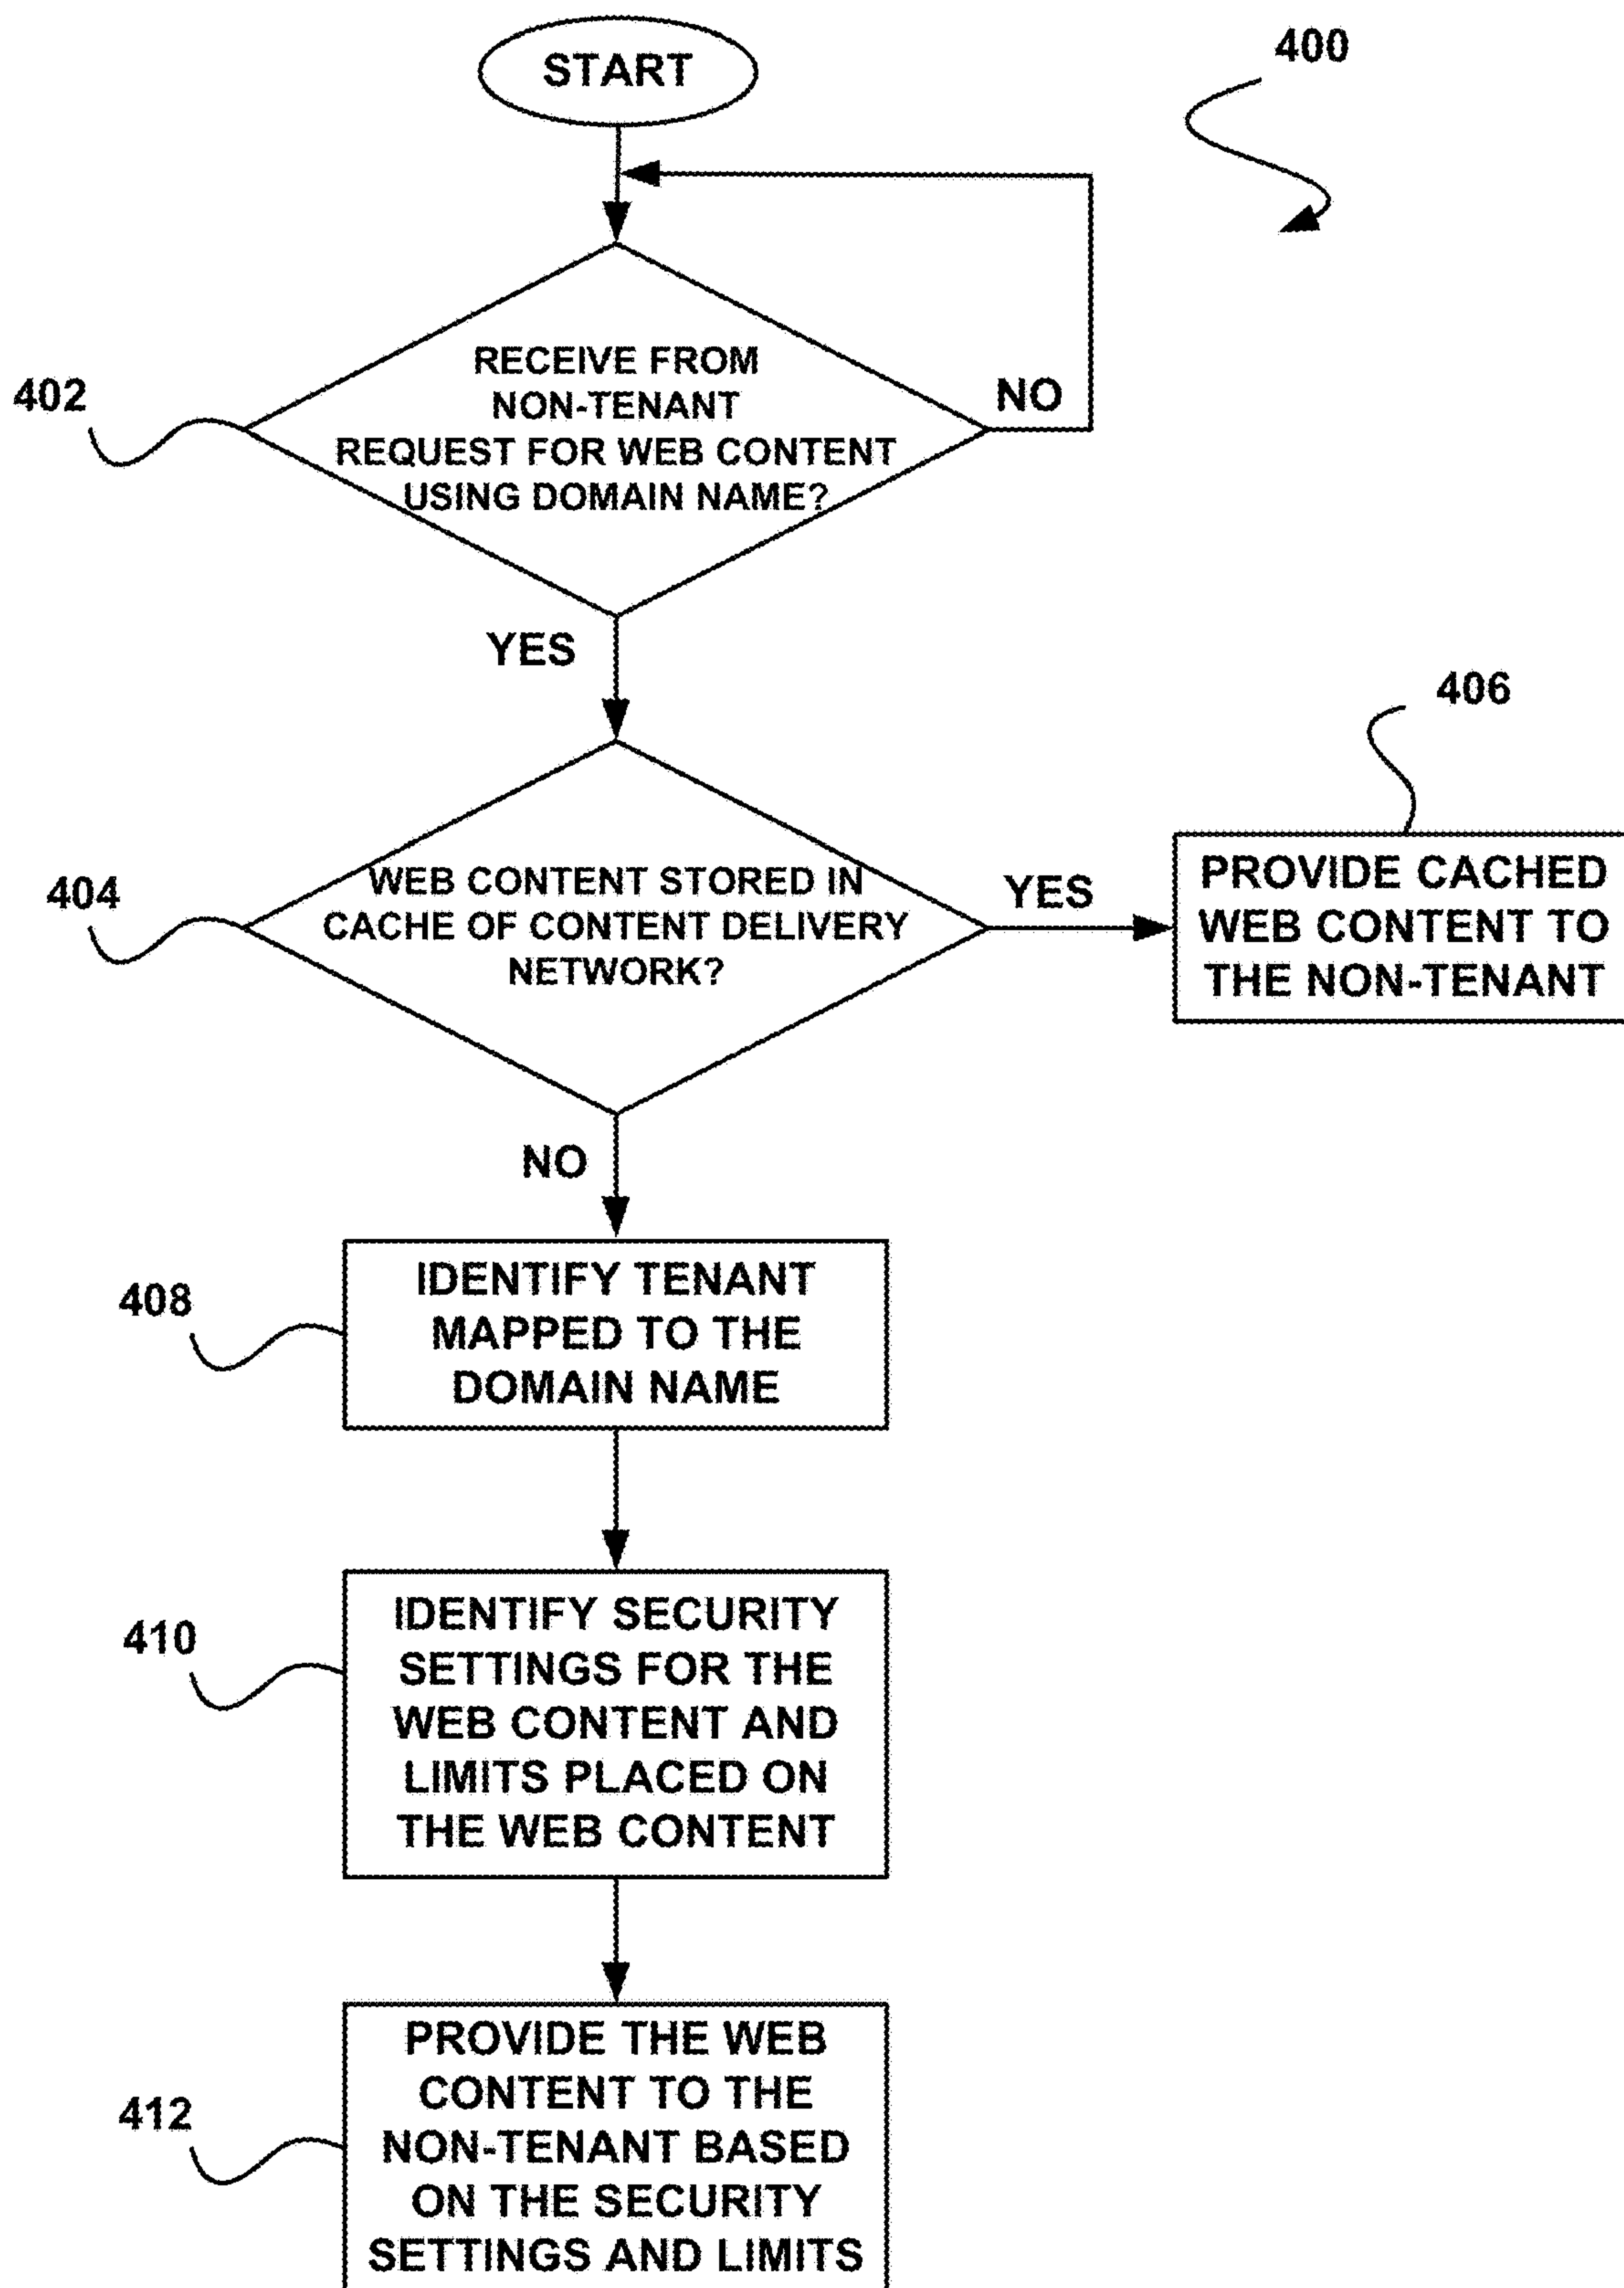 START
400
402
RECEIVE FROM
NON-TENANT
REQUEST FOR WEB CONTENT
USING DOMAIN NAME?
NO
YES
406
404
WEB CONTENT STORED IN
CACHE OF CONTENT DELIVERY
NETWORK?
YES
PROVIDE CACHED
WEB CONTENT TO
THE NON-TENANT
NO
408
IDENTIFY TENANT
MAPPED TO THE
DOMAIN NAME
410
IDENTIFY SECURITY
SETTINGS FOR THE
WEB CONTENT AND
LIMITS PLACED ON
THE WEB CONTENT
412
PROVIDE THE WEB
CONTENT TO THE
NON-TENANT BASED
ON THE SECURITY
SETTINGS AND LIMITS